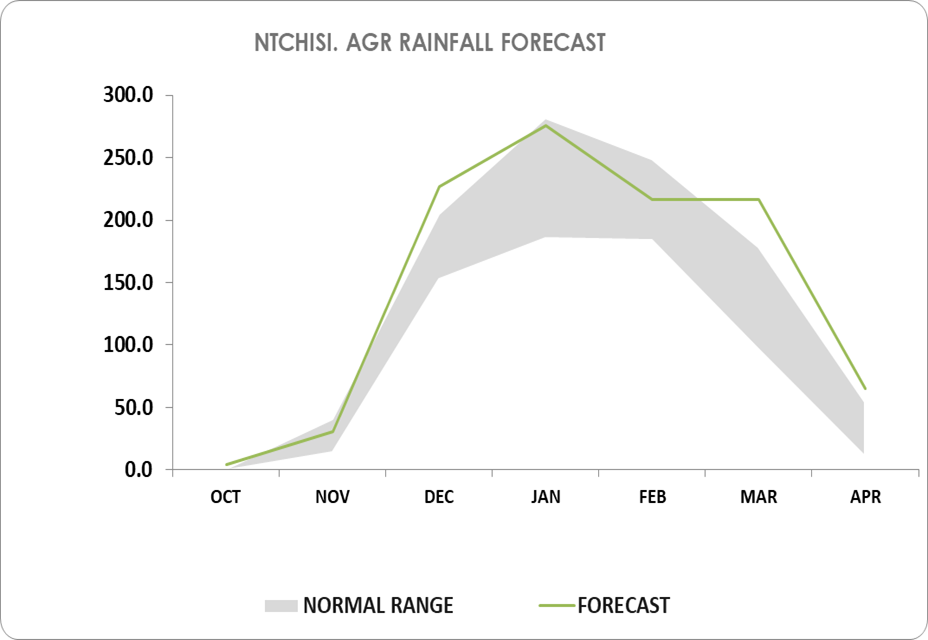 NTCHISI. AGR RAINFALL FORECAST
300.0
250.0
200.0
150.0
100.0
50.0
0.0
OCT NOV DEC JAN FEB MAR APR
NORMAL RANGE FORECAST